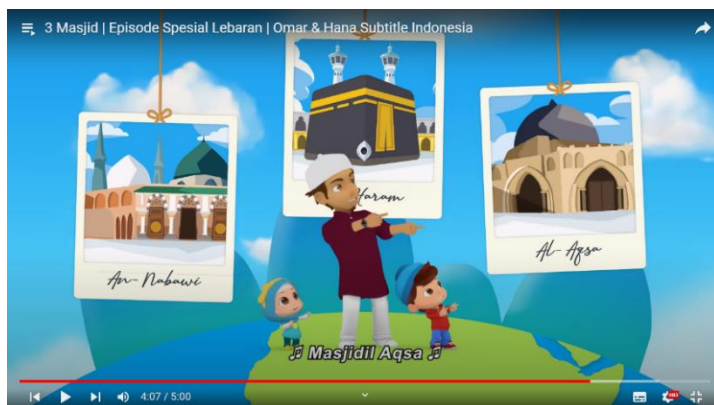 3 Masjid | Episode Spesial Lebaran | Omar & Hana Subtitle Indonesia
Haram
An-Nabawi
Al-Aqsa
♫ Masjidil Aqsa ♫
4:07 / 5:00
HD